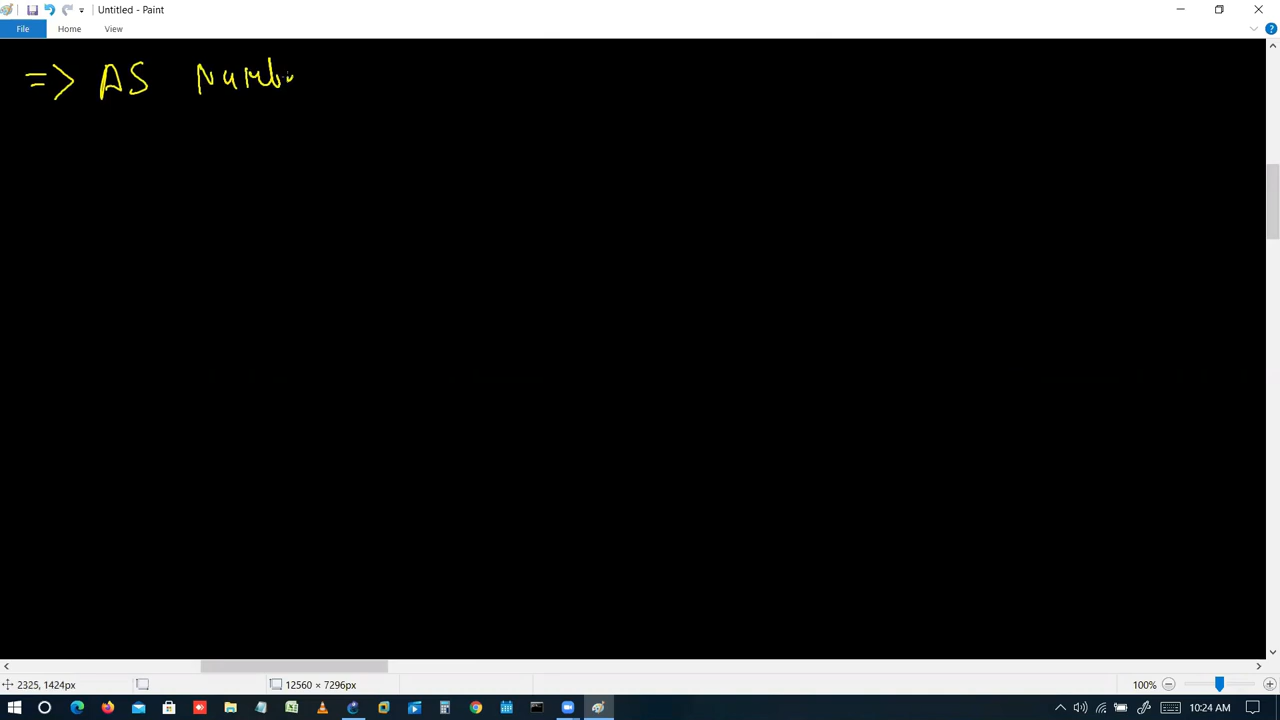 Untitled - Paint
File Home View
=> AS Numb
2325, 1424px
12560 × 7296px
100%
10:24 AM